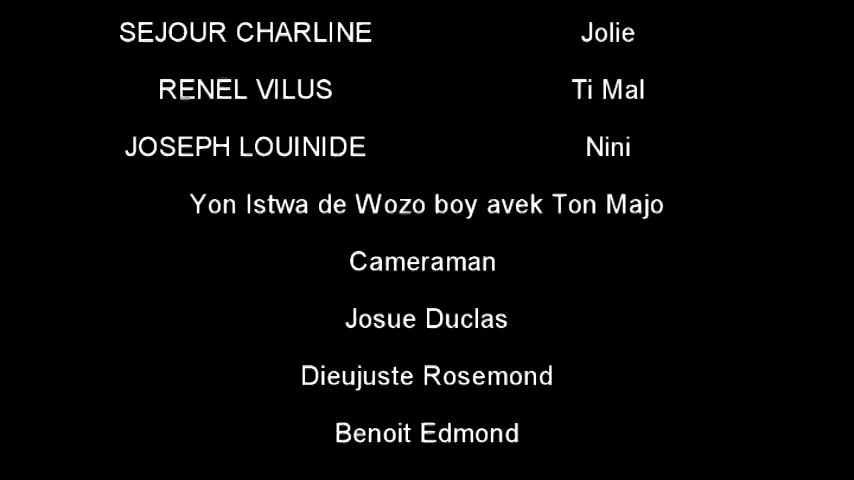 SEJOUR CHARLINE Jolie
RENEL VILUS Ti Mal
JOSEPH LOUINIDE Nini
Yon Istwa de Wozo boy avek Ton Majo
Cameraman
Josue Duclas
Dieujuste Rosemond
Benoit Edmond